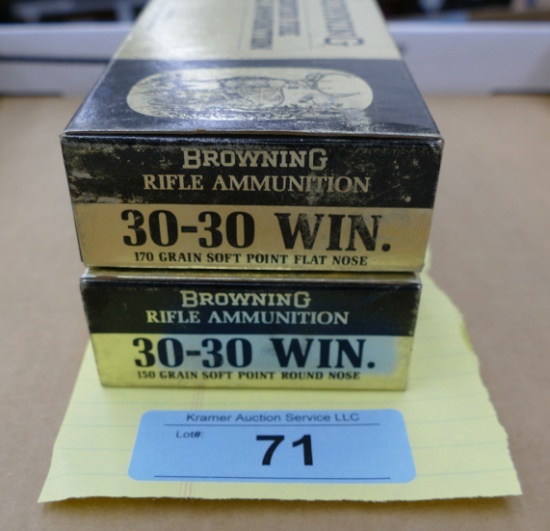 BROWNING
RIFLE AMMUNITION
30-30 WIN.
170 GRAIN SOFT POINT FLAT NOSE
BROWNING
RIFLE AMMUNITION
30-30 WIN.
150 GRAIN SOFT POINT ROUND NOSE
Kramer Auction Service LLC
Lot#:
71